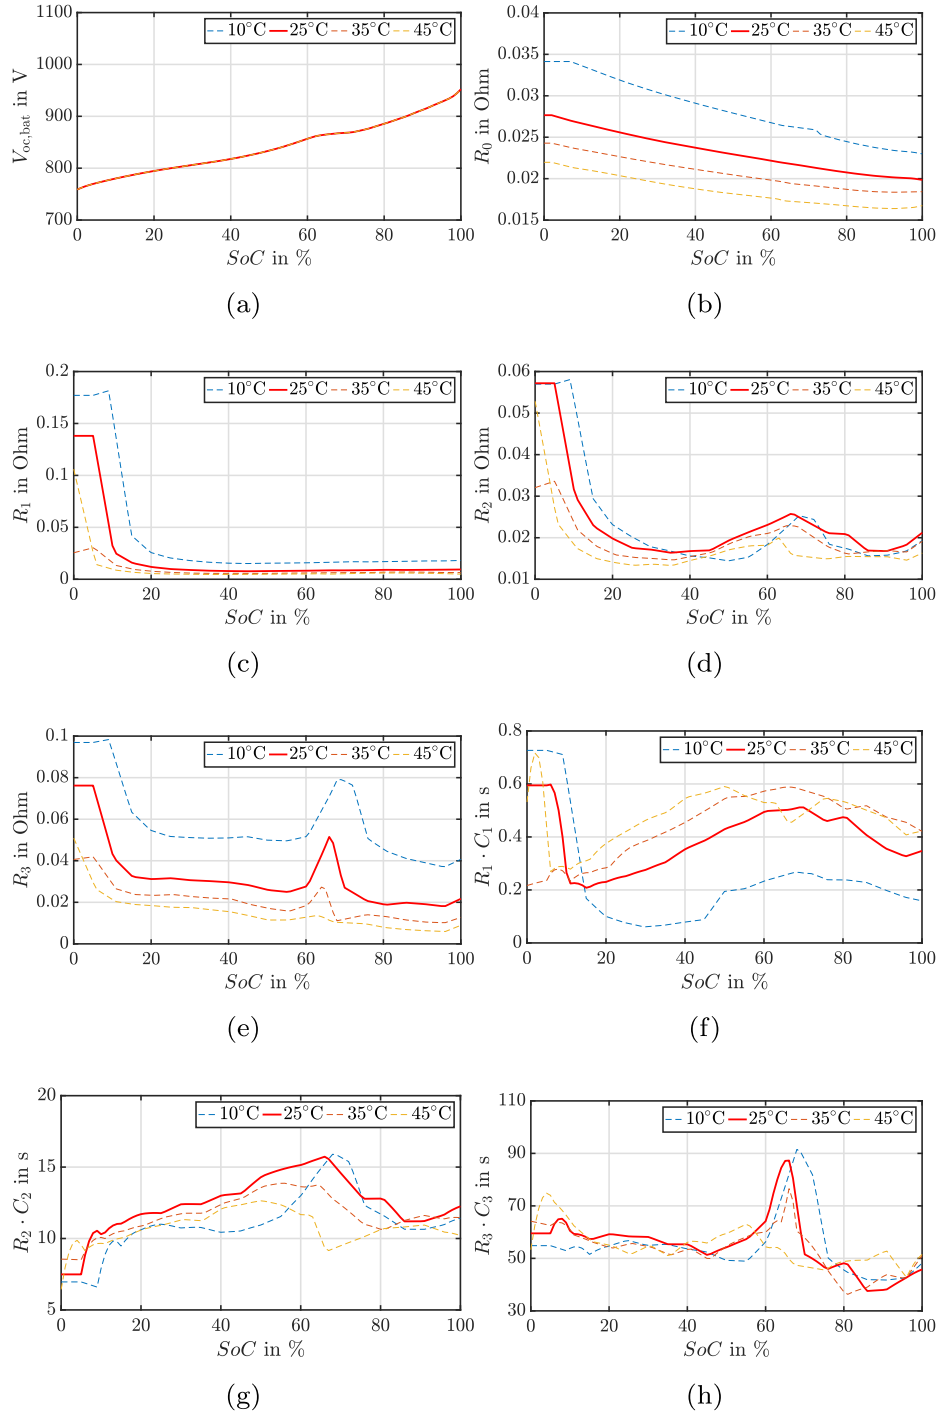 1100
1000
900
800
700
V_oc,bat in V
10°C 25°C 35°C 45°C
0 20 40 60 80 100
SoC in %
(a)
0.04
0.035
0.03
0.025
0.02
0.015
R_0 in Ohm
10°C 25°C 35°C 45°C
0 20 40 60 80 100
SoC in %
(b)
0.2
0.15
0.1
0.05
0
R_1 in Ohm
10°C 25°C 35°C 45°C
0 20 40 60 80 100
SoC in %
(c)
0.06
0.05
0.04
0.03
0.02
0.01
R_2 in Ohm
10°C 25°C 35°C 45°C
0 20 40 60 80 100
SoC in %
(d)
0.1
0.08
0.06
0.04
0.02
0
R_3 in Ohm
10°C 25°C 35°C 45°C
0 20 40 60 80 100
SoC in %
(e)
0.8
0.6
0.4
0.2
0
R_1 · C_1 in s
10°C 25°C 35°C 45°C
0 20 40 60 80 100
SoC in %
(f)
20
15
10
5
R_2 · C_2 in s
10°C 25°C 35°C 45°C
0 20 40 60 80 100
SoC in %
(g)
110
90
70
50
30
R_3 · C_3 in s
10°C 25°C 35°C 45°C
0 20 40 60 80 100
SoC in %
(h)